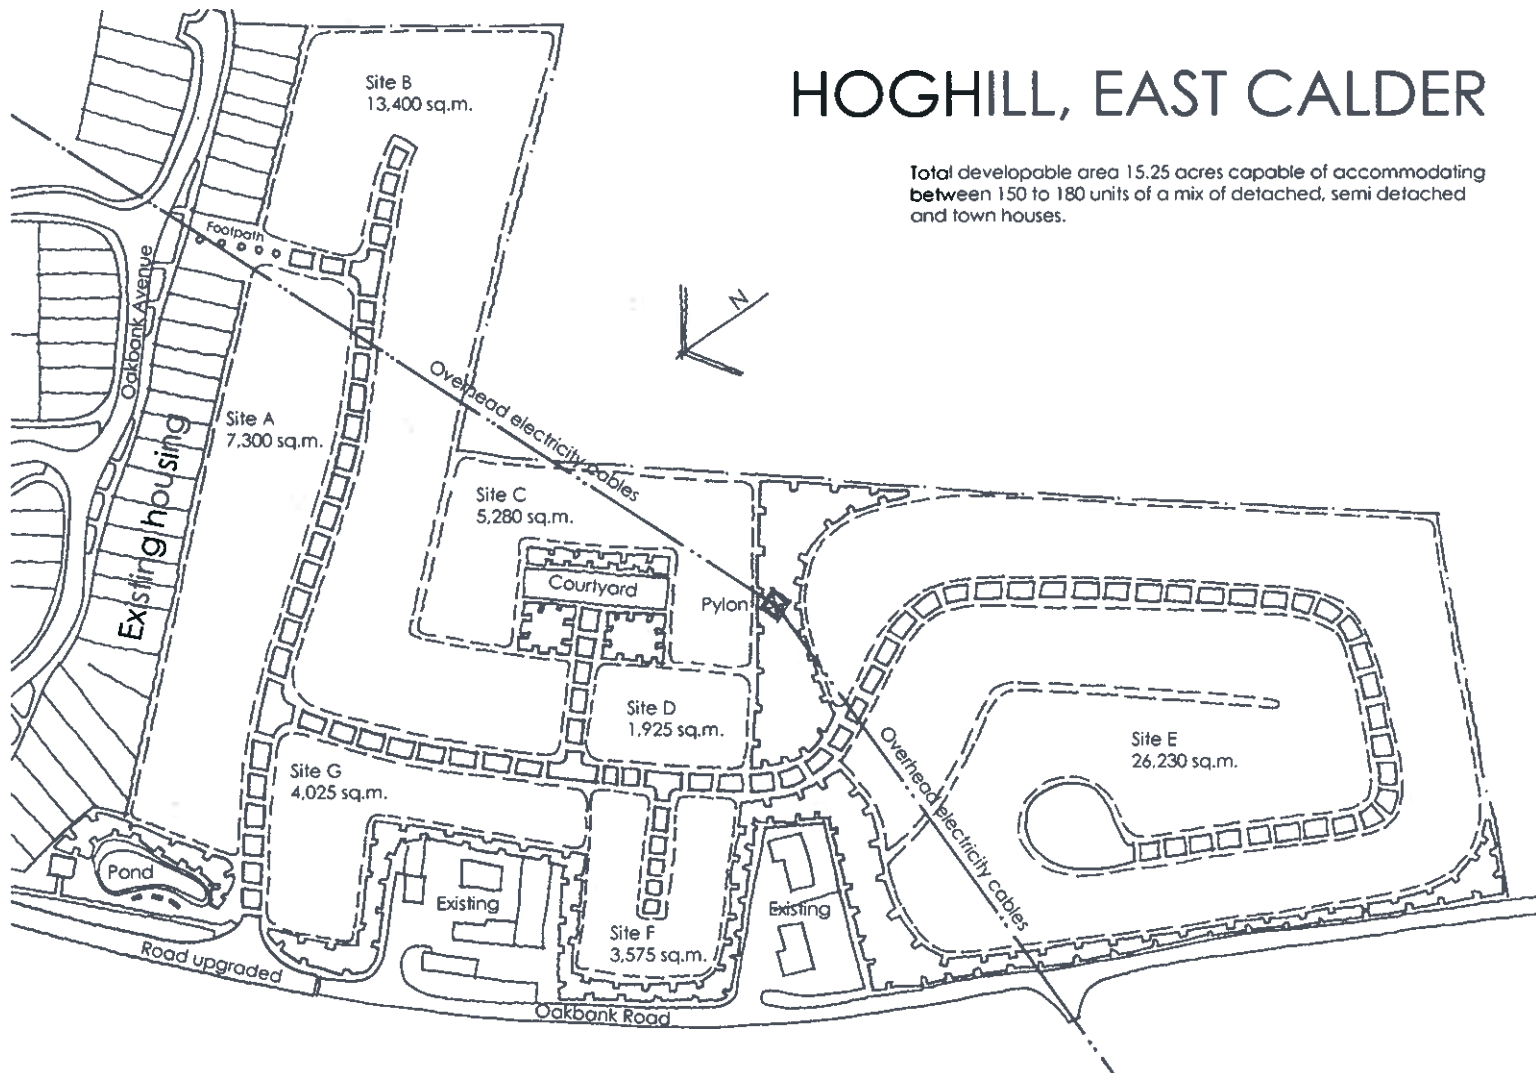 HOGHILL, EAST CALDER
Total developable area 15.25 acres capable of accommodating
between 150 to 180 units of a mix of detached, semi detached
and town houses.
Site B
13,400 sq.m.
Footpath
Oakbank Avenue
N
Overhead electricity cables
Site A
7,300 sq.m.
Existing housing
Site C
5,280 sq.m.
Courtyard
Pylon
Site D
1,925 sq.m.
Site E
26,230 sq.m.
Overhead electricity cables
Site G
4,025 sq.m.
Pond
Existing
Existing
Site F
3,575 sq.m.
Road upgraded
Oakbank Road